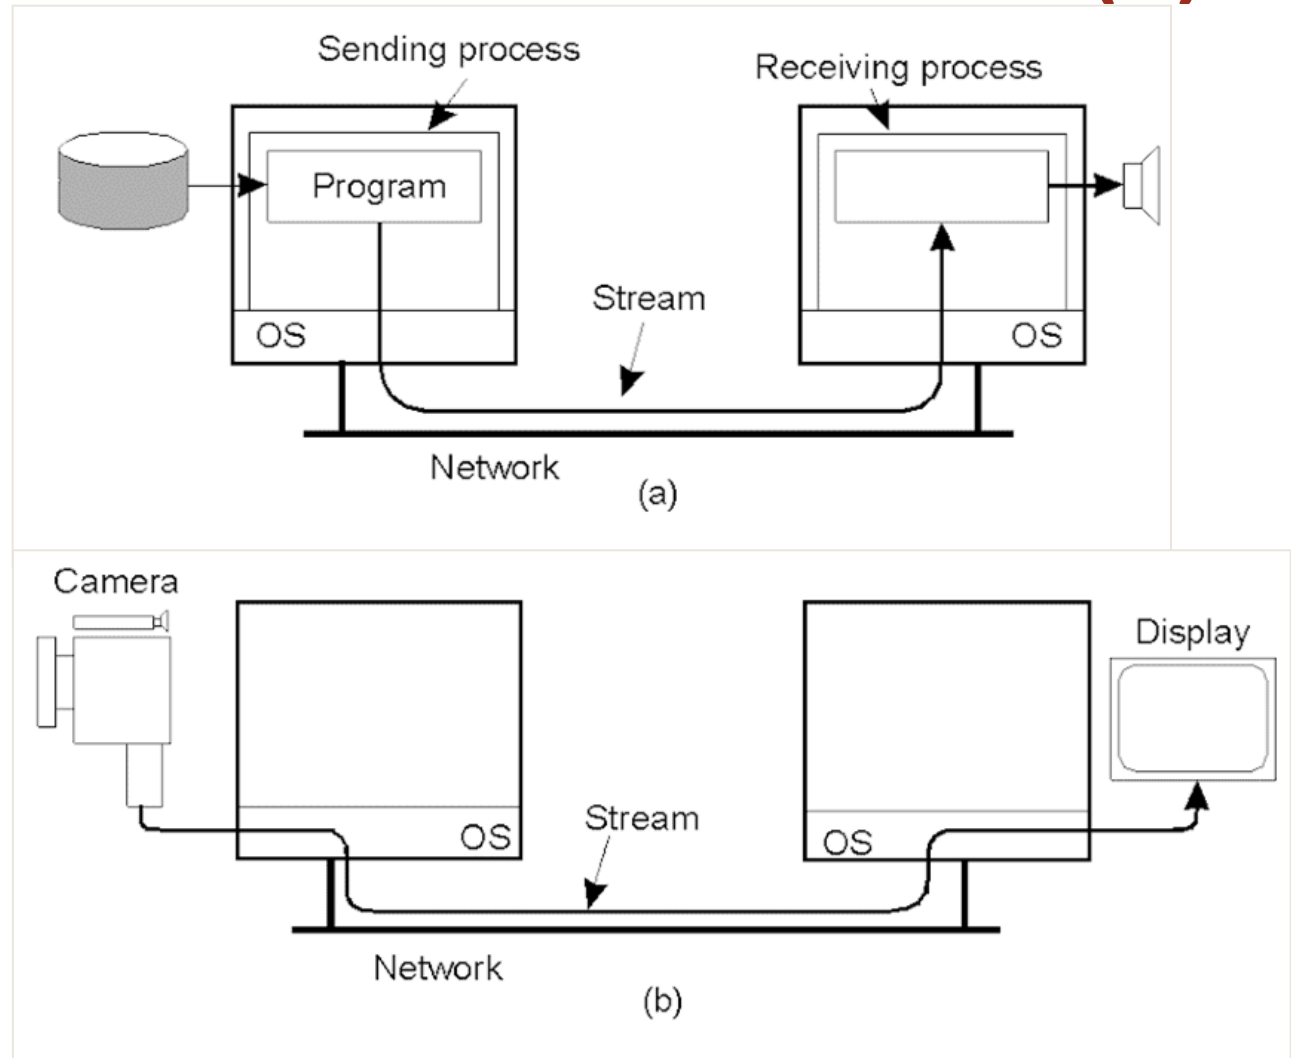 Sending process
Receiving process
Program
Stream
OS
OS
Network
(a)
Camera
Display
Stream
OS
OS
Network
(b)